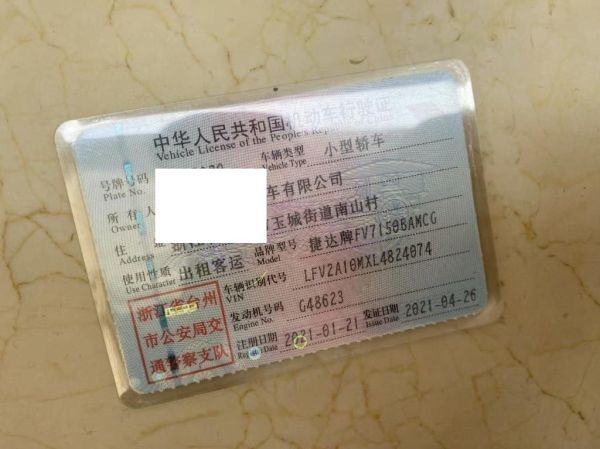 中华人民共和国机动车行驶证
Vehicle License of the People's Rep
号牌号码
Plate No.
车辆类型
Vehicle Type
小型轿车
所有人
Owner
车有限公司
住
Address
玉城街道南山村
使用性质
Use Character
出租客运
品牌型号
Model
捷达牌FV7150BAMCG
车辆识别代号
VIN
LFV2A10MXL4824074
发动机号码
Engine No.
G48623
注册日期
Register Date
2021-01-21
发证日期
Issue Date
2021-04-26
浙江省台州
市公安局交
通警察支队